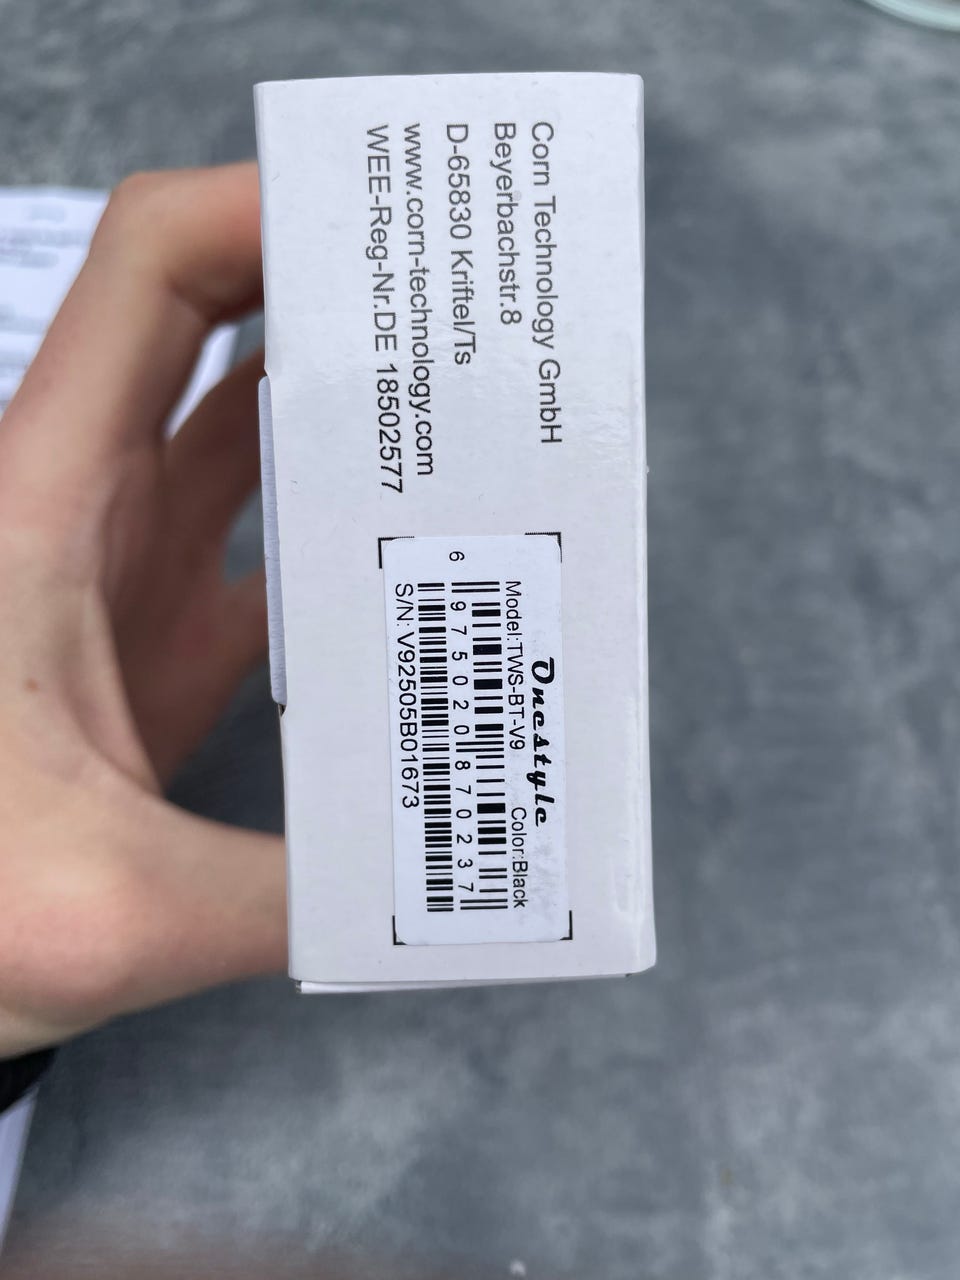 Corn Technology GmbH
Beyerbachstr.8
D-65830 Kriftel/Ts
www.corn-technology.com
WEE-Reg-Nr.DE 18502577
Onestyle
Model:TWS-BT-V9 Color:Black
6 975020 870237
S/N: V92505B01673